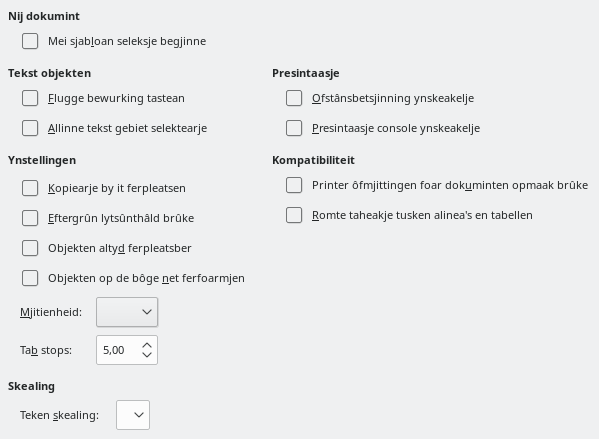 Nij dokumint
Mei sjabloan seleksje begjinne
Tekst objekten
Flugge bewurking tastean
Allinne tekst gebiet selektearje
Presintaasje
Ofstânsbetsjinning ynskeakelje
Presintaasje console ynskeakelje
Ynstellingen
Kopiearje by it ferpleatsen
Eftergrûn lytsûnthâld brûke
Objekten altyd ferpleatsber
Objekten op de bôge net ferfoarmjen
Mjitienheid:
Tab stops: 5,00
Kompatibiliteit
Printer ôfmjittingen foar dokuminten opmaak brûke
Romte taheakje tusken alinea's en tabellen
Skealing
Teken skealing: